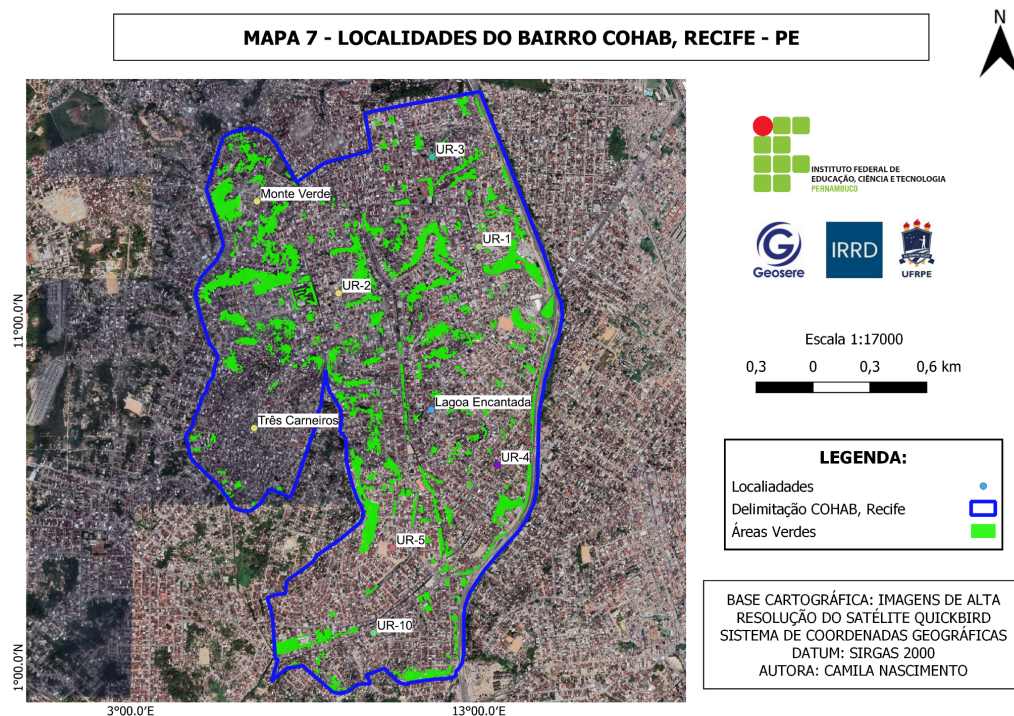 MAPA 7 - LOCALIDADES DO BAIRRO COHAB, RECIFE - PE
N
UR-3
Monte Verde
UR-1
UR-2
Lagoa Encantada
Três Carneiros
UR-4
UR-5
UR-10
11°00.0'N
1°00.0'N
3°00.0'E
13°00.0'E
INSTITUTO FEDERAL DE
EDUCAÇÃO, CIÊNCIA E TECNOLOGIA
PERNAMBUCO
Geosere
IRRD
UFRPE
Escala 1:17000
0,3 0 0,3 0,6 km
LEGENDA:
Localiadades
Delimitação COHAB, Recife
Áreas Verdes
BASE CARTOGRÁFICA: IMAGENS DE ALTA
RESOLUÇÃO DO SATÉLITE QUICKBIRD
SISTEMA DE COORDENADAS GEOGRÁFICAS
DATUM: SIRGAS 2000
AUTORA: CAMILA NASCIMENTO